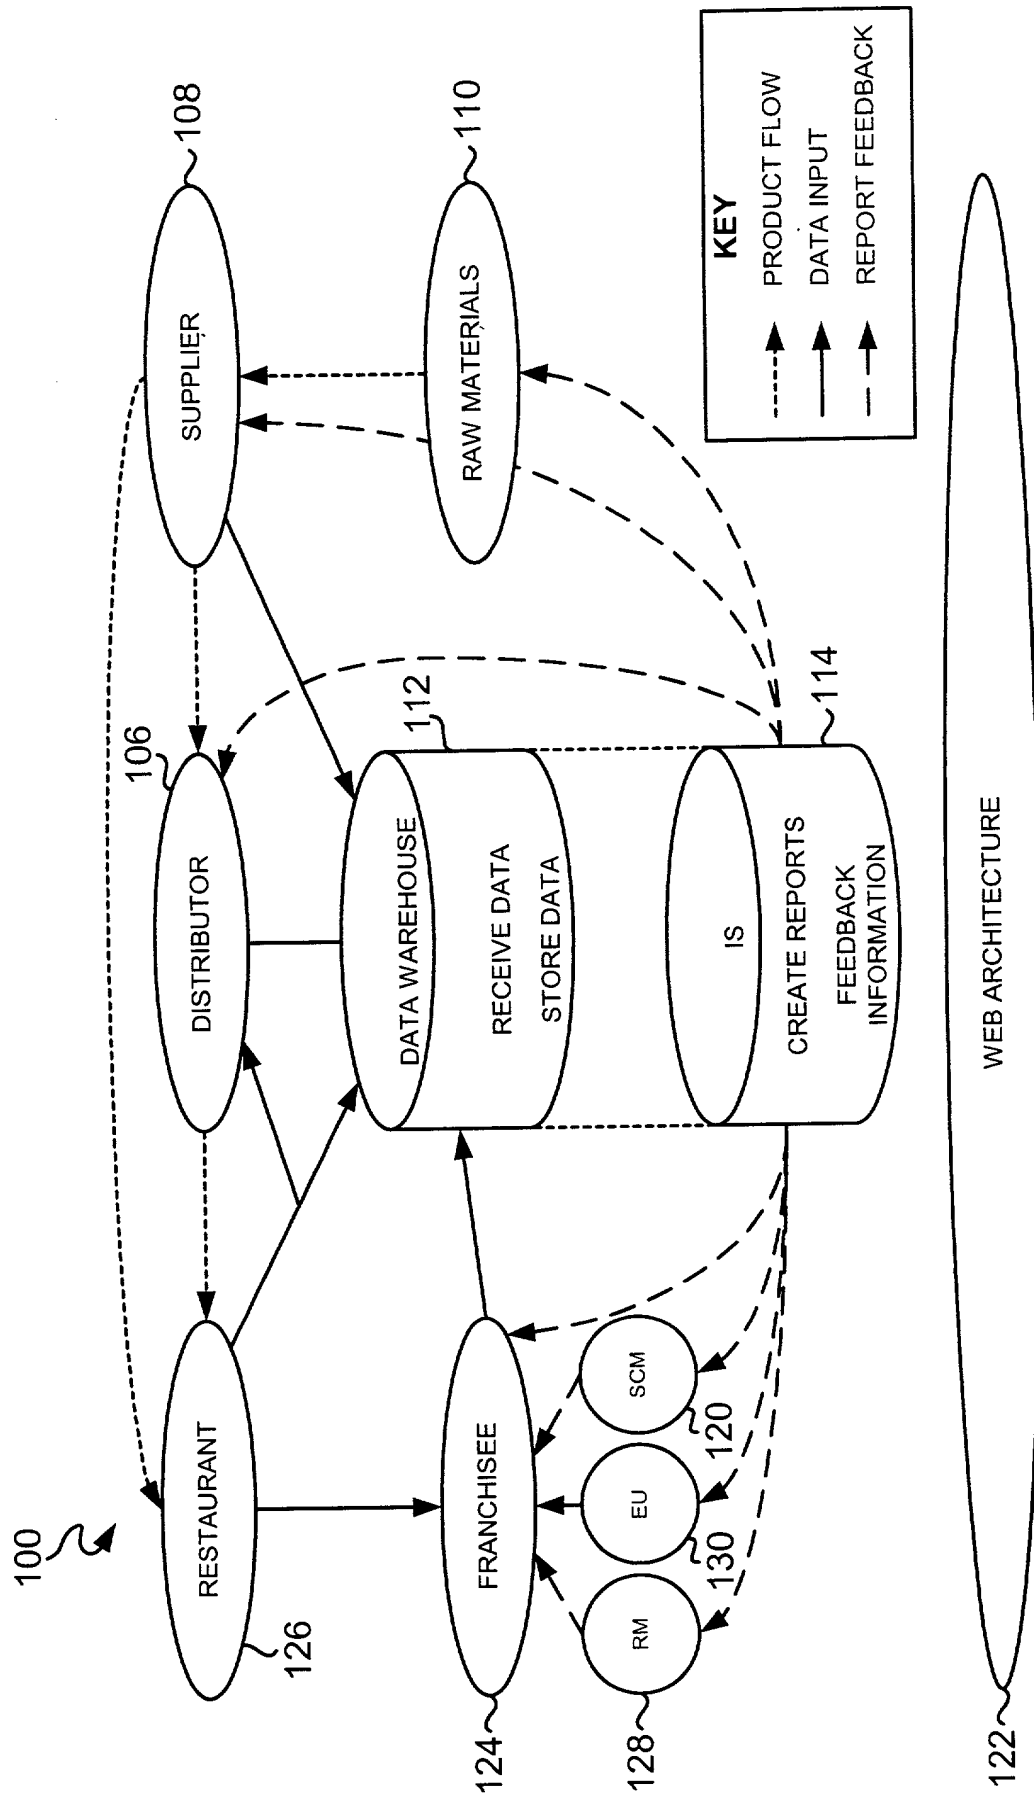 100
RESTAURANT
126
DISTRIBUTOR
106
SUPPLIER
108
FRANCHISEE
124
DATA WAREHOUSE
112
RECEIVE DATA
STORE DATA
RAW MATERIALS
110
RM
128
EU
130
SCM
120
IS
CREATE REPORTS
FEEDBACK
INFORMATION
114
KEY
PRODUCT FLOW
DATA INPUT
REPORT FEEDBACK
WEB ARCHITECTURE
122